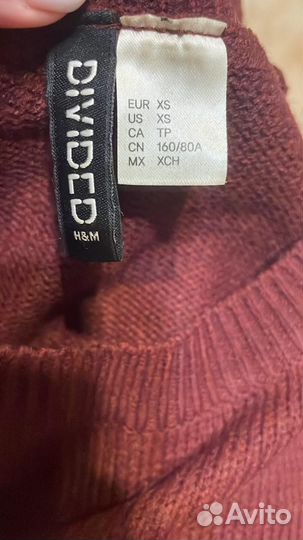 DIVIDED
H&M
EUR XS
US XS
CA TP
CN 160/80A
MX XCH
Avito